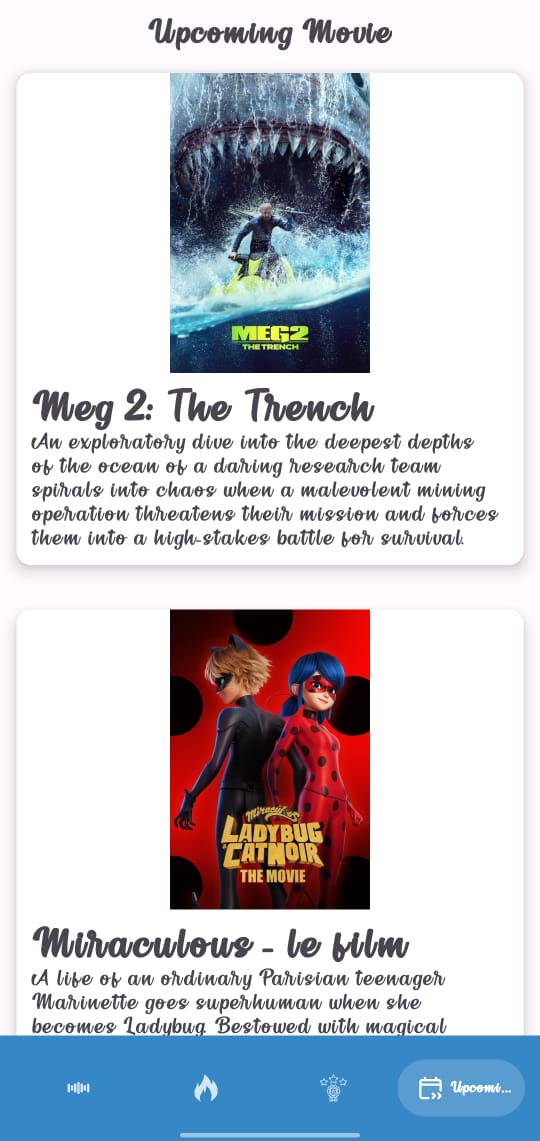 Upcoming Movie
MEG2
THE TRENCH
Meg 2: The Trench
An exploratory dive into the deepest depths
of the ocean of a daring research team
spirals into chaos when a malevolent mining
operation threatens their mission and forces
them into a high-stakes battle for survival.
Miraculous
LADYBUG
& CATNOIR
THE MOVIE
Miraculous - le film
A life of an ordinary Parisian teenager
Marinette goes superhuman when she
becomes Ladybug. Bestowed with magical
Upcomi...